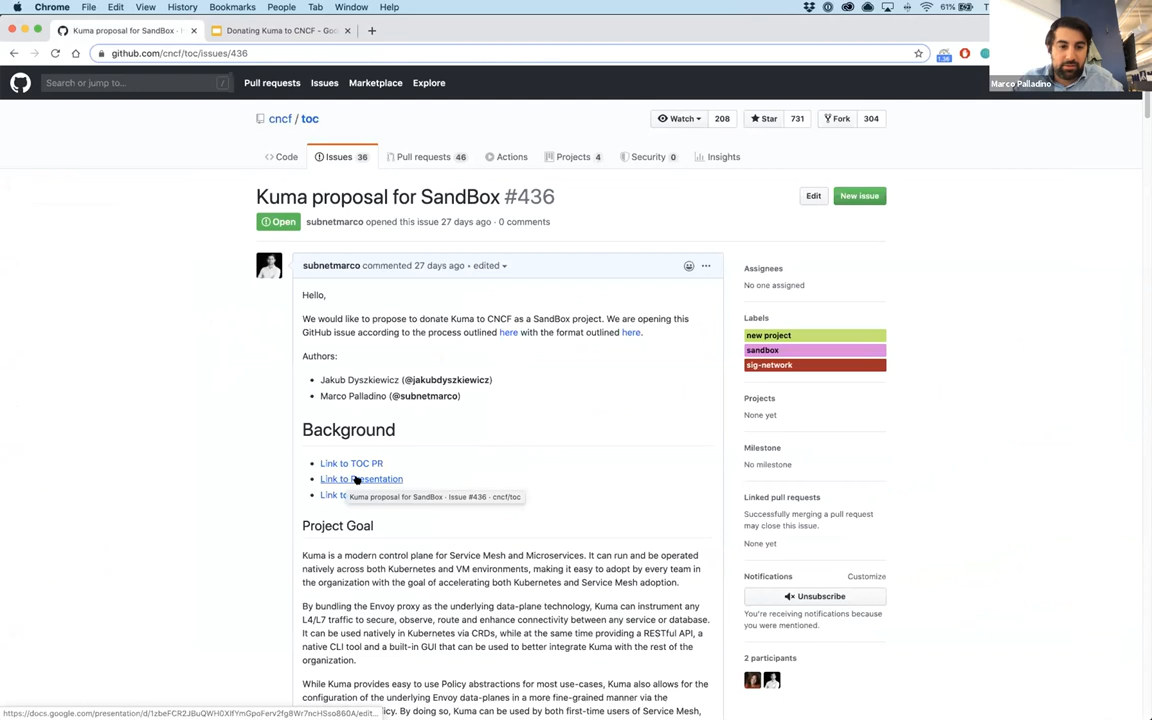 Chrome File Edit View History Bookmarks People Tab Window Help 61%
Kuma proposal for SandBox Donating Kuma to CNCF - Goo
github.com/cncf/toc/issues/436
1.36
Marco Palladino
Search or jump to... / Pull requests Issues Marketplace Explore
cncf / toc Watch 208 Star 731 Fork 304
Code Issues 36 Pull requests 46 Actions Projects 4 Security 0 Insights
Kuma proposal for SandBox #436 Edit New issue
Open subnetmarco opened this issue 27 days ago · 0 comments
subnetmarco commented 27 days ago • edited
Hello,
We would like to propose to donate Kuma to CNCF as a SandBox project. We are opening this
GitHub issue according to the process outlined here with the format outlined here.
Authors:
• Jakub Dyszkiewicz (@jakubdyszkiewicz)
• Marco Palladino (@subnetmarco)
Background
• Link to TOC PR
• Link to Presentation
• Link to
Kuma proposal for SandBox · Issue #436 · cncf/toc
Project Goal
Kuma is a modern control plane for Service Mesh and Microservices. It can run and be operated
natively across both Kubernetes and VM environments, making it easy to adopt by every team in
the organization with the goal of accelerating both Kubernetes and Service Mesh adoption.
By bundling the Envoy proxy as the underlying data-plane technology, Kuma can instrument any
L4/L7 traffic to secure, observe, route and enhance connectivity between any service or database.
It can be used natively in Kubernetes via CRDs, while at the same time providing a RESTful API, a
native CLI tool and a built-in GUI that can be used to better integrate Kuma with the rest of the
organization.
While Kuma provides easy to use Policy abstractions for most use-cases, Kuma also allows for the
configuration of the underlying Envoy data-planes in a more fine-grained manner via the
licy. By doing so, Kuma can be used by both first-time users of Service Mesh,
Assignees
No one assigned
Labels
new project
sandbox
sig-network
Projects
None yet
Milestone
No milestone
Linked pull requests
Successfully merging a pull request
may close this issue.
None yet
Notifications Customize
Unsubscribe
You're receiving notifications because
you were mentioned.
2 participants